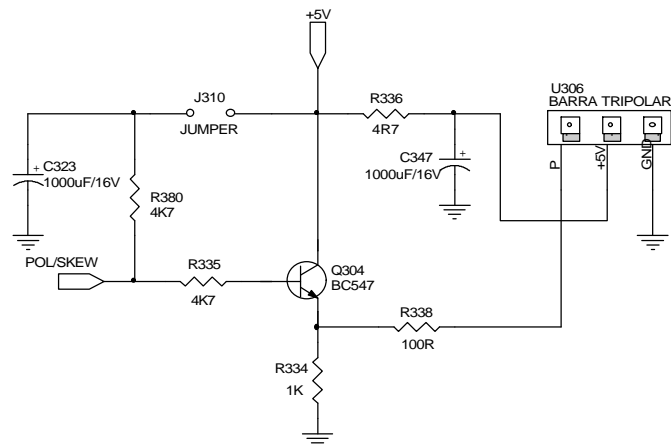 +5V
J310
JUMPER
R336
4R7
U306
BARRA TRIPOLAR
P
+5V
GND
+
C323
1000uF/16V
+
C347
1000uF/16V
R380
4K7
POL/SKEW
R335
4K7
Q304
BC547
R338
100R
R334
1K